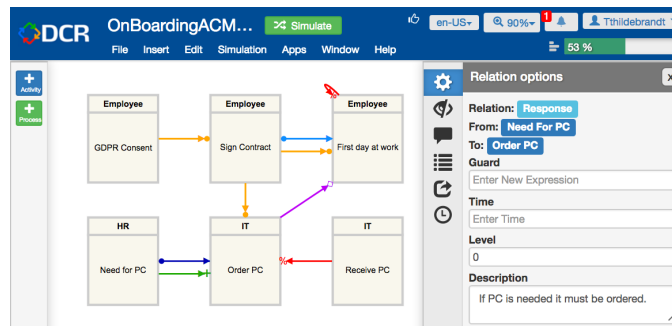 DCR
OnBoardingACM...
Simulate
en-US
90%
1
Tthildebrandt
File Insert Edit Simulation Apps Window Help
53 %
Activity
Process
Employee
GDPR Consent
Employee
Sign Contract
%
Employee
First day at work
HR
Need for PC
IT
Order PC
%
IT
Receive PC
Relation options
x
Relation: Response
From: Need For PC
To: Order PC
Guard
Enter New Expression
Time
Enter Time
Level
0
Description
If PC is needed it must be ordered.